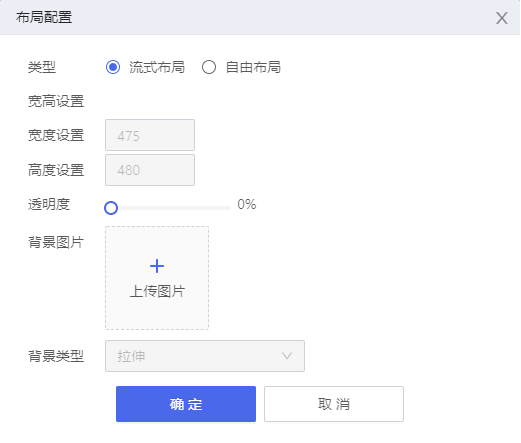 布局配置
类型 流式布局 自由布局
宽高设置
宽度设置 475
高度设置 480
透明度 0%
背景图片
上传图片
背景类型 拉伸
确 定 取 消